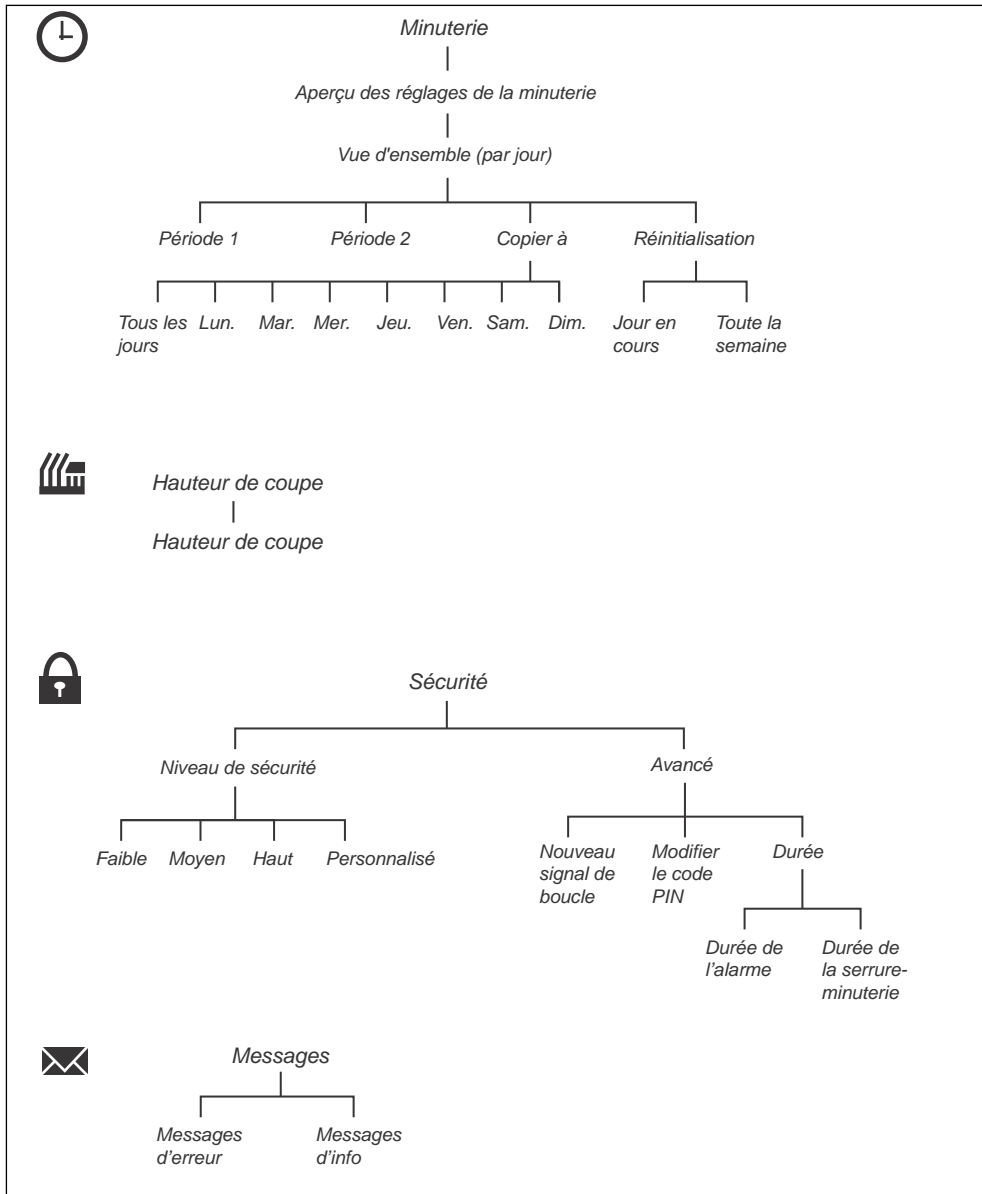 Minuterie
Aperçu des réglages de la minuterie
Vue d'ensemble (par jour)
Période 1
Période 2
Copier à
Réinitialisation
Tous les
jours
Lun.
Mar.
Mer.
Jeu.
Ven.
Sam.
Dim.
Jour en
cours
Toute la
semaine
Hauteur de coupe
Hauteur de coupe
Sécurité
Niveau de sécurité
Avancé
Faible
Moyen
Haut
Personnalisé
Nouveau
signal de
boucle
Modifier
le code
PIN
Durée
Durée de
l'alarme
Durée de
la serrure-
minuterie
Messages
Messages
d'erreur
Messages
d'info